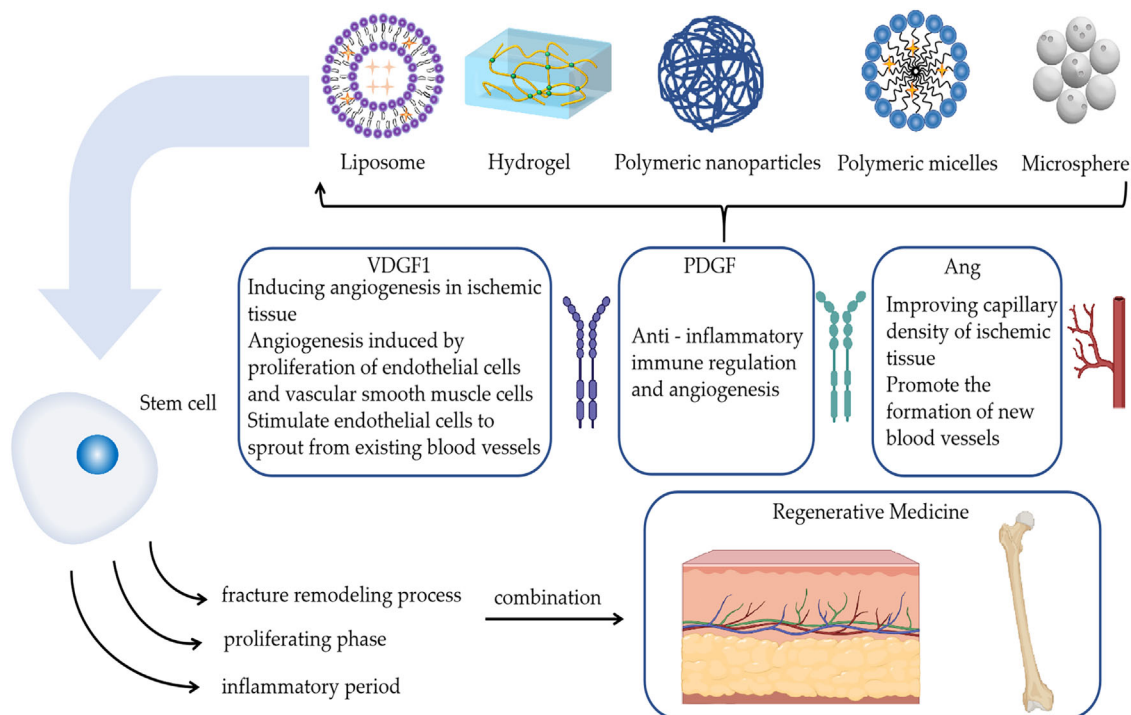 Liposome
Hydrogel
Polymeric nanoparticles
Polymeric micelles
Microsphere
VDGF1
Inducing angiogenesis in ischemic
tissue
Angiogenesis induced by
proliferation of endothelial cells
and vascular smooth muscle cells
Stimulate endothelial cells to
sprout from existing blood vessels
PDGF
Anti - inflammatory
immune regulation
and angiogenesis
Ang
Improving capillary
density of ischemic
tissue
Promote the
formation of new
blood vessels
Stem cell
fracture remodeling process
proliferating phase
inflammatory period
combination
Regenerative Medicine